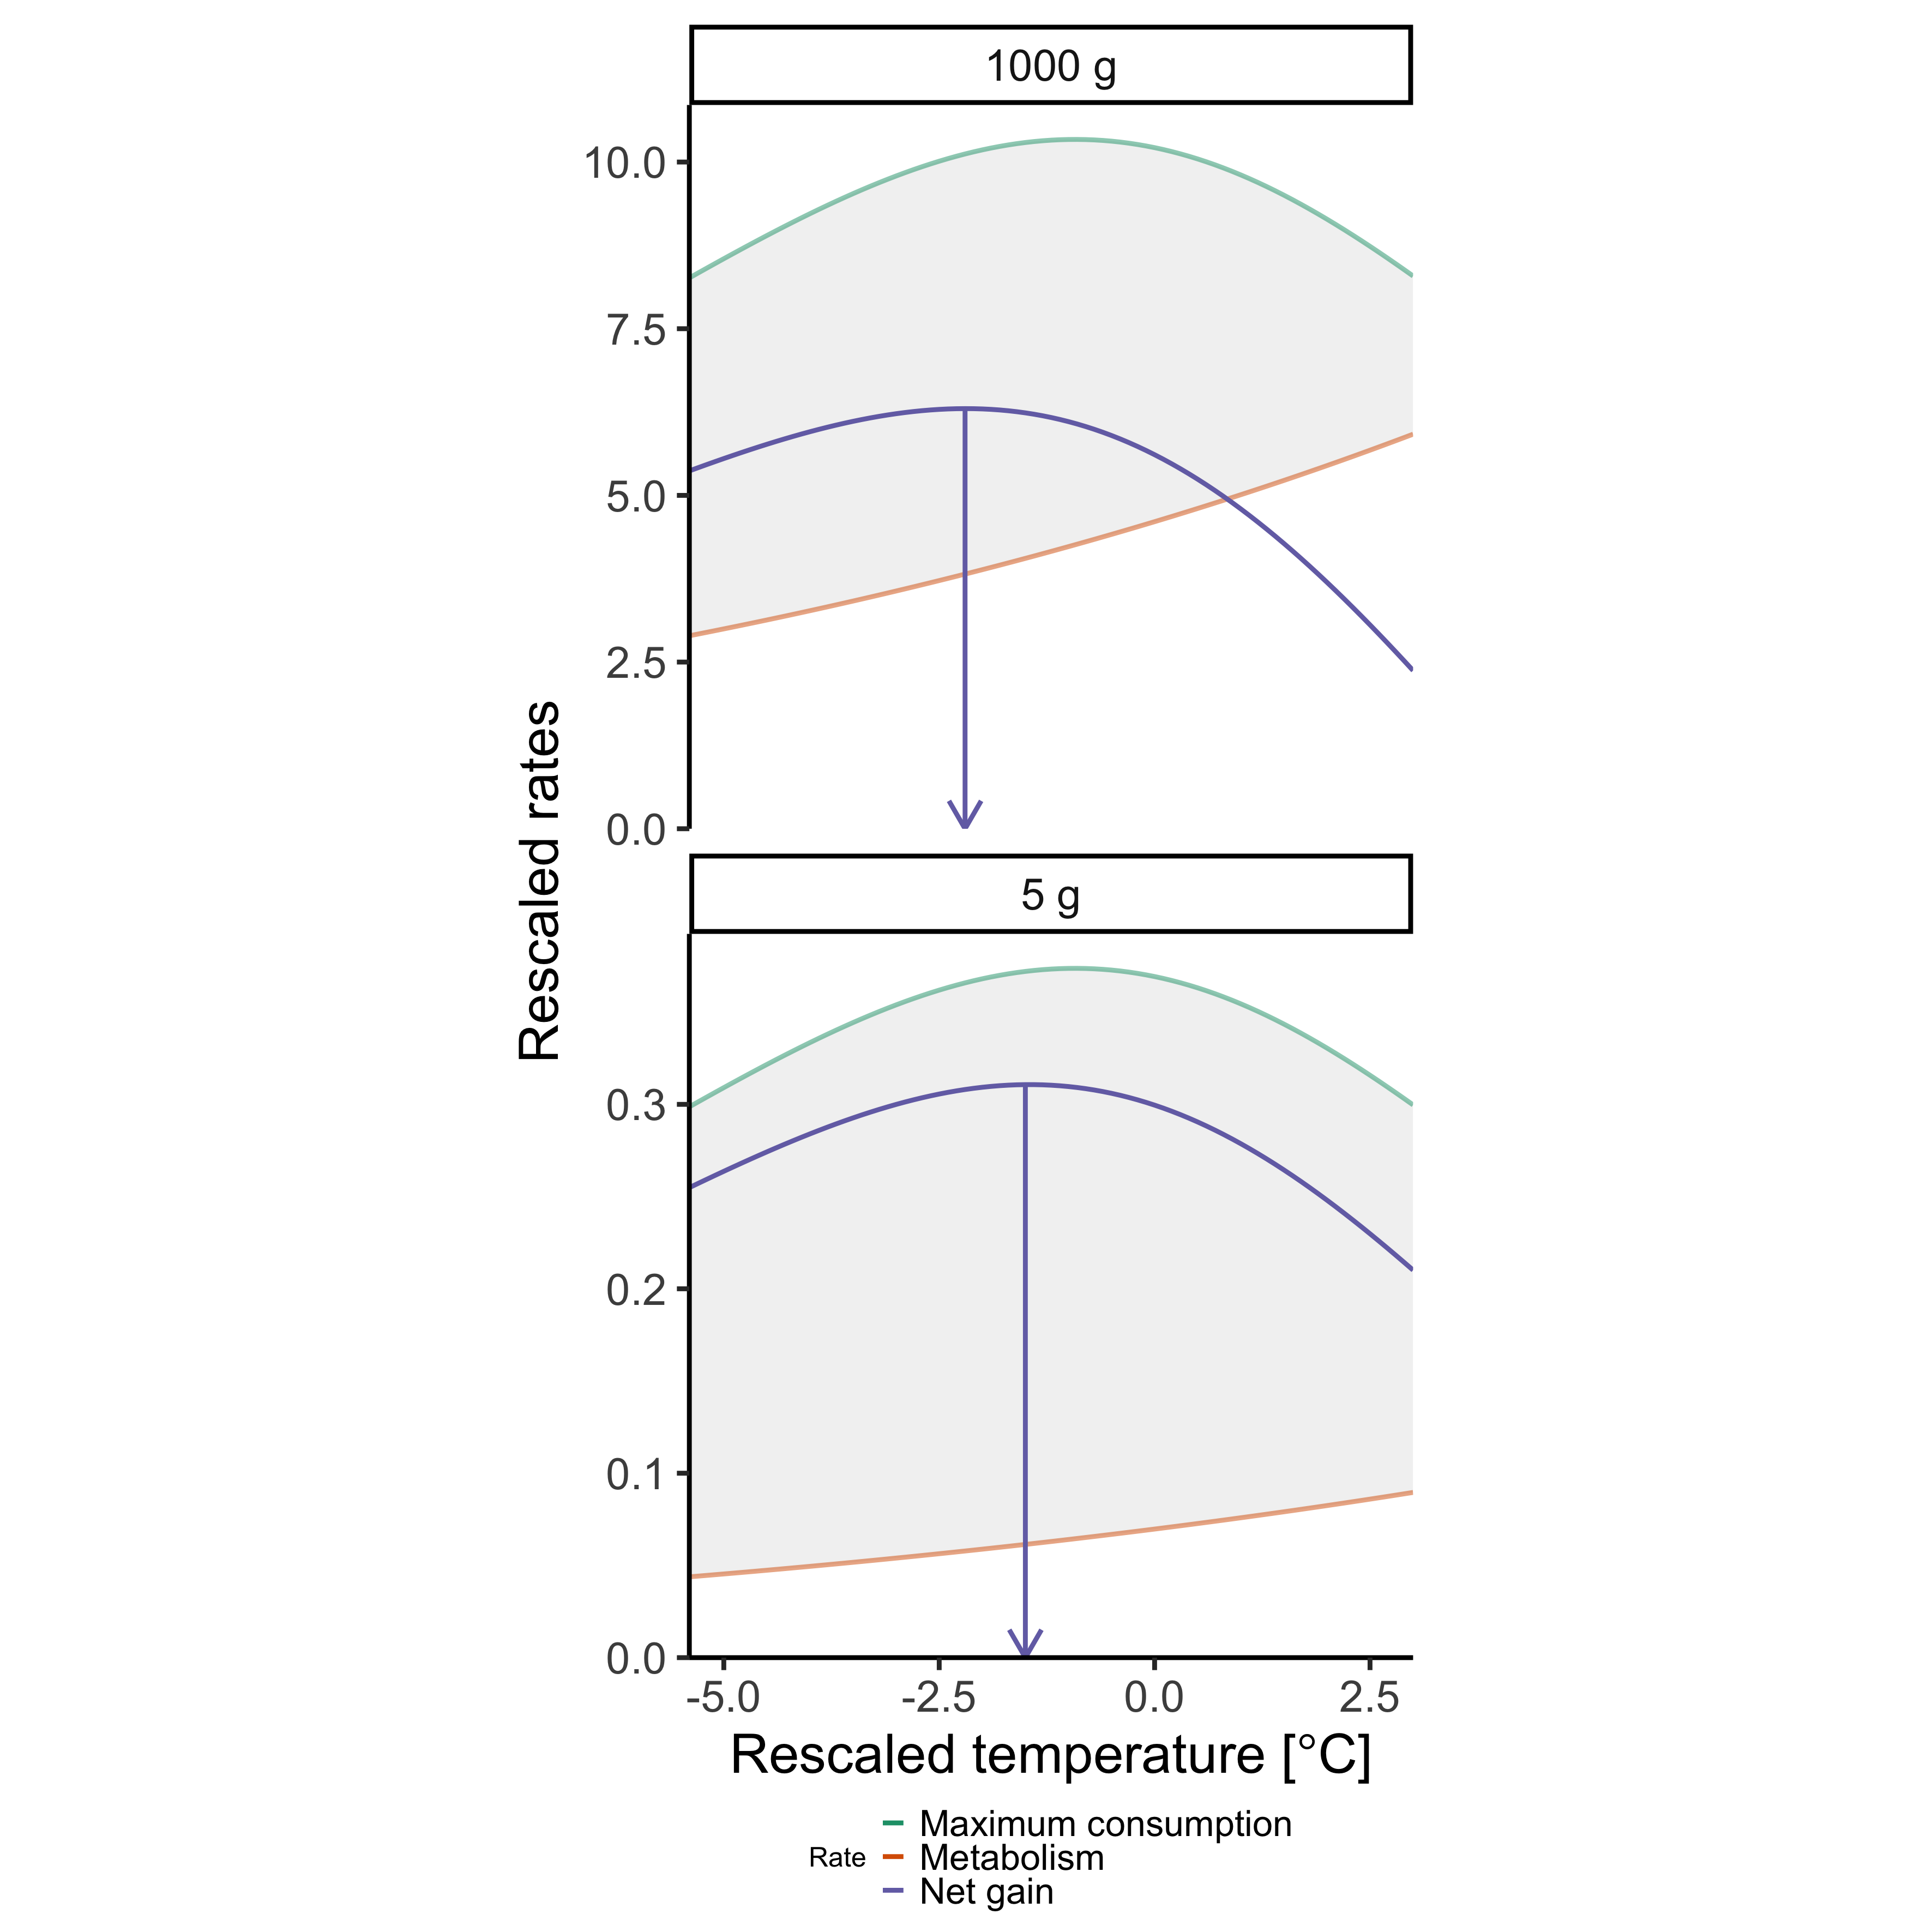 1000 g
10.0
7.5
5.0
2.5
0.0
Rescaled rates
5 g
0.3
0.2
0.1
0.0
-5.0 -2.5 0.0 2.5
Rescaled temperature [°C]
Maximum consumption
Rate Metabolism
Net gain